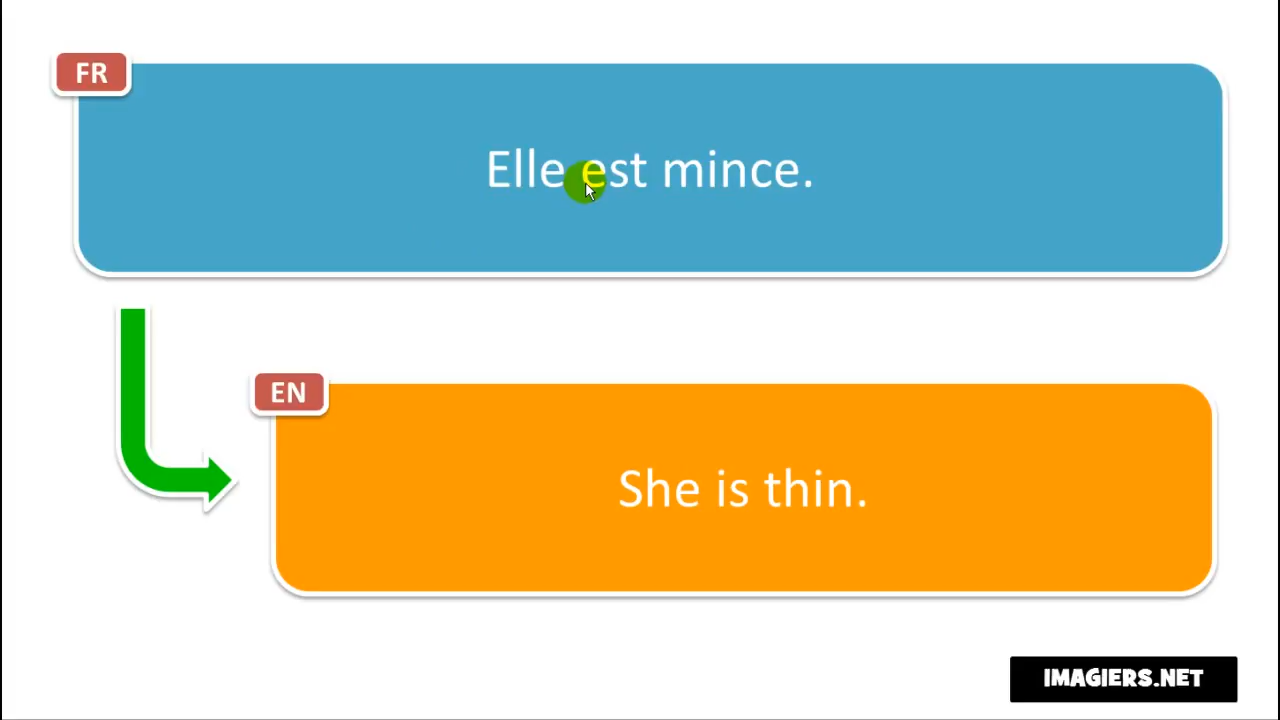 FR
Elle est mince.
EN
She is thin.
IMAGIERS.NET